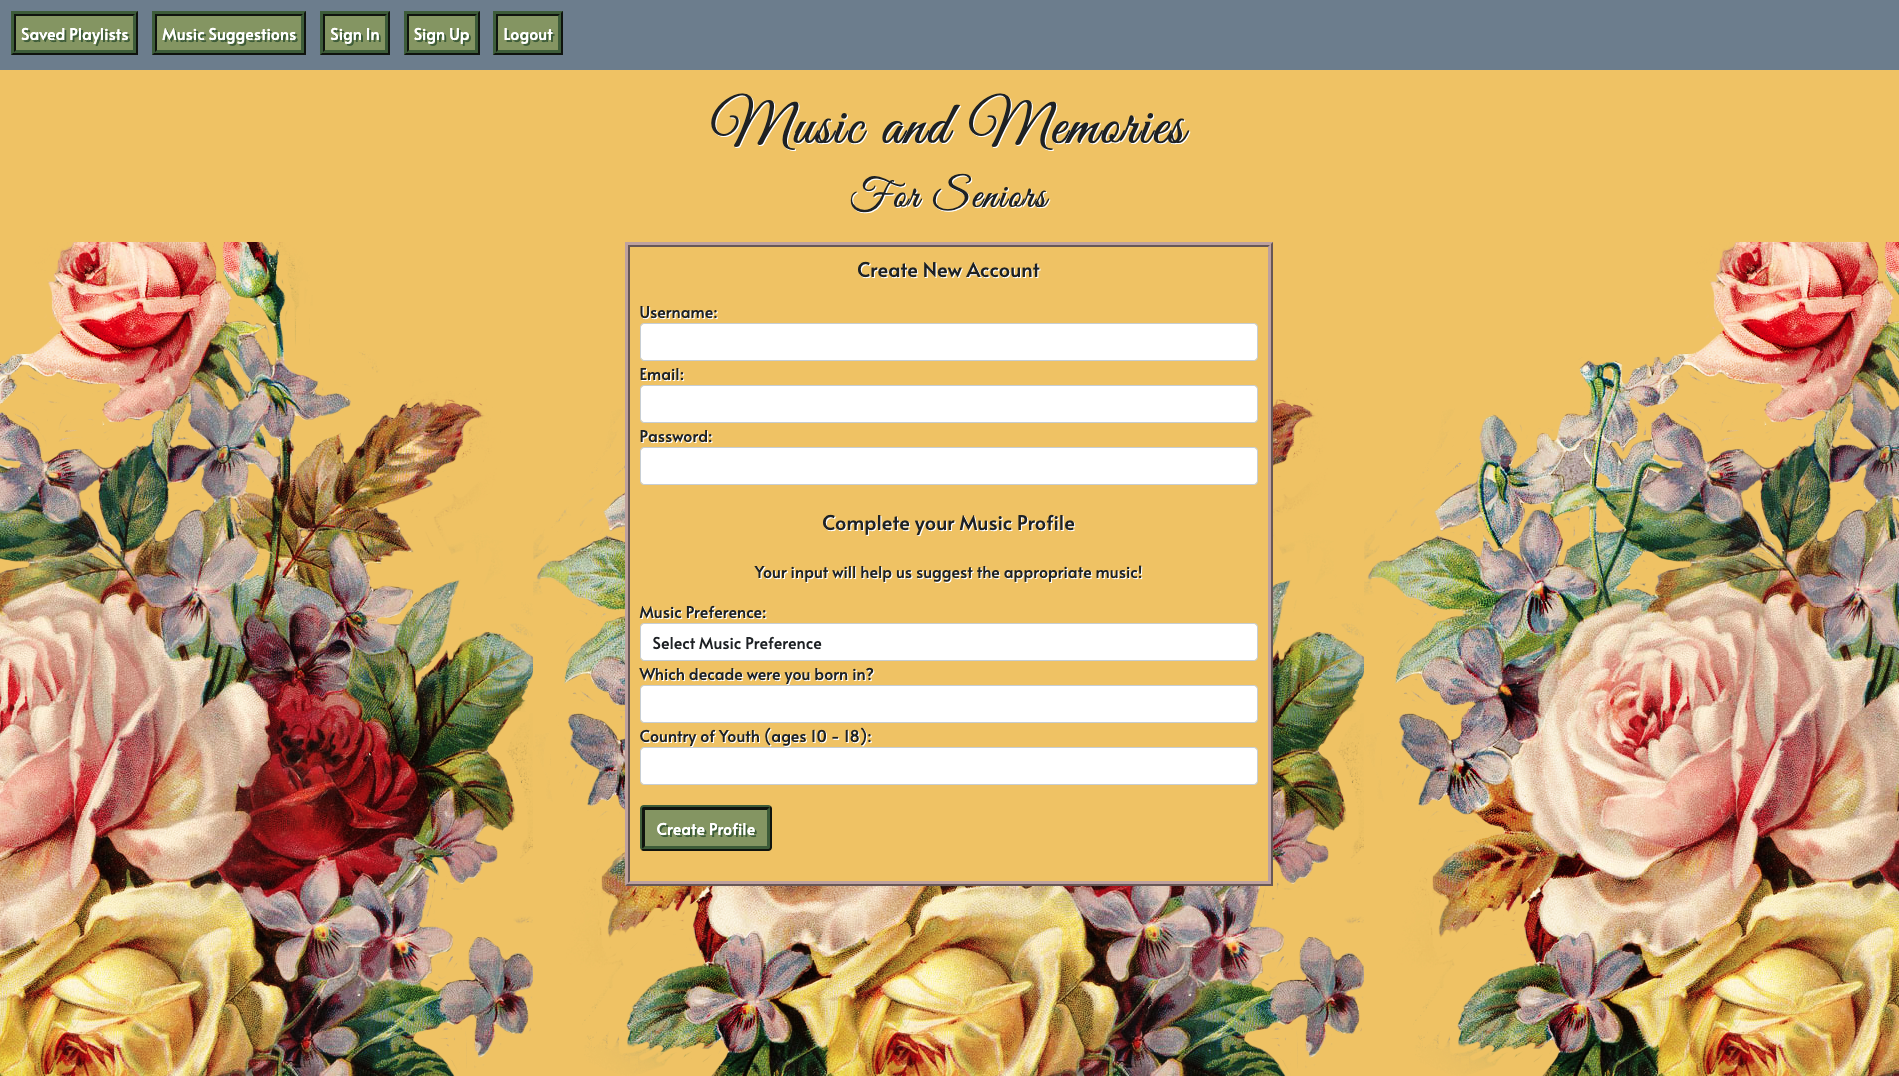 Saved Playlists Music Suggestions Sign In Sign Up Logout
Music and Memories
For Seniors
Create New Account
Username:
Email:
Password:
Complete your Music Profile
Your input will help us suggest the appropriate music!
Music Preference:
Select Music Preference
Which decade were you born in?
Country of Youth (ages 10 - 18):
Create Profile